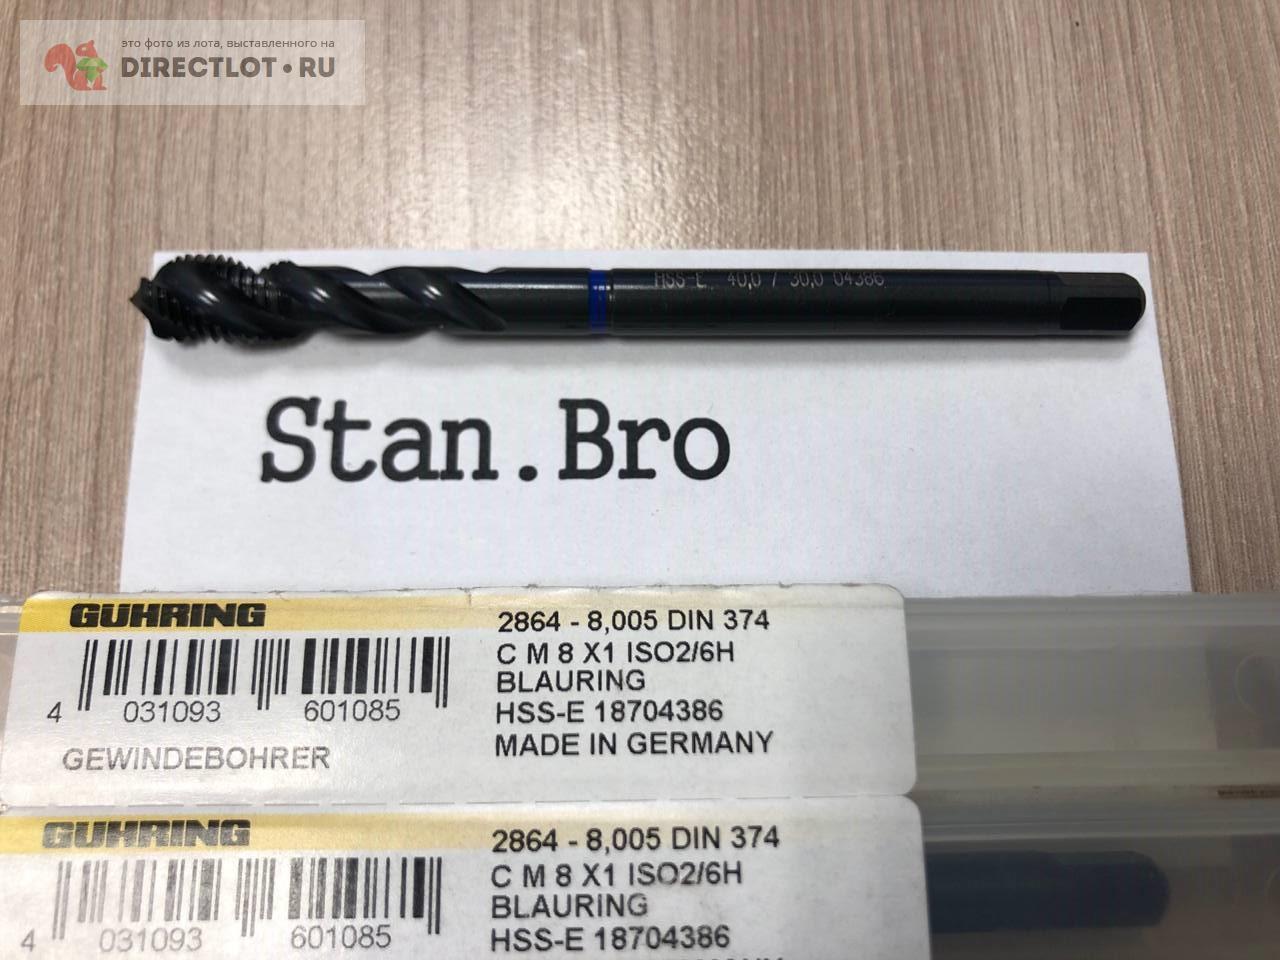 это фото из лота, выставленного на
DIRECTLOT•RU
HSS-E 40,0 / 30,0 04386
Stan.Bro
GUHRING
4 031093 601085
GEWINDEBOHRER
2864 - 8,005 DIN 374
C M 8 X1 ISO2/6H
BLAURING
HSS-E 18704386
MADE IN GERMANY
GUHRING
4 031093 601085
2864 - 8,005 DIN 374
C M 8 X1 ISO2/6H
BLAURING
HSS-E 18704386